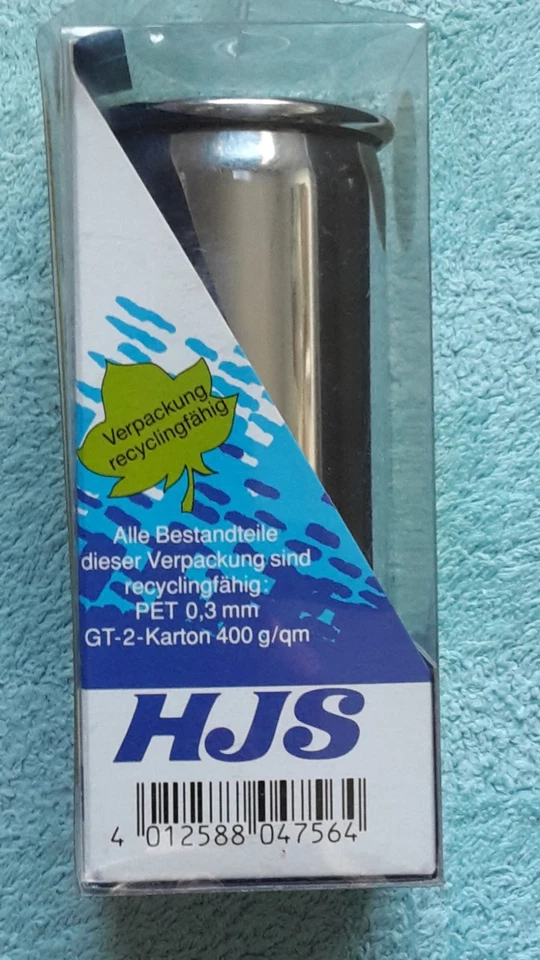 Verpackung
recyclingfähig
Alle Bestandteile
dieser Verpackung sind
recyclingfähig:
PET 0,3 mm
GT-2-Karton 400 g/qm
HJS
4 012588 047564